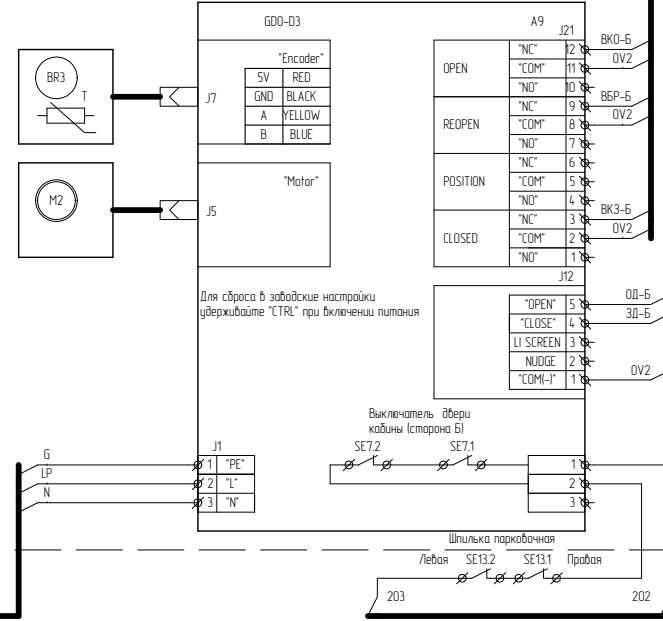 GDO-D3 A9
J21
"Encoder"
5V RED
GND BLACK
A YELLOW
B BLUE
BR3
T
J7
"Motor"
M2
J5
OPEN "NC" 12 ВКО-Б
"COM" 11 0V2
"NO" 10
REOPEN "NC" 9 ВБР-Б
"COM" 8 0V2
"NO" 7
POSITION "NC" 6
"COM" 5
"NO" 4
CLOSED "NC" 3 ВКЗ-Б
"COM" 2 0V2
"NO" 1
J12
"OPEN" 5 ОД-Б
"CLOSE" 4 ЗД-Б
LI SCREEN 3
NUDGE 2
"COM(-)" 1 0V2
Для сброса в заводские настройки
удерживайте "CTRL" при включении питания
Выключатель двери
кабины (сторона Б)
SE7.2 SE7.1
1
2
3
J1
G 1 "PE"
LP 2 "L"
N 3 "N"
Шпилька парковочная
Левая SE13.2 SE13.1 Правая
203 202